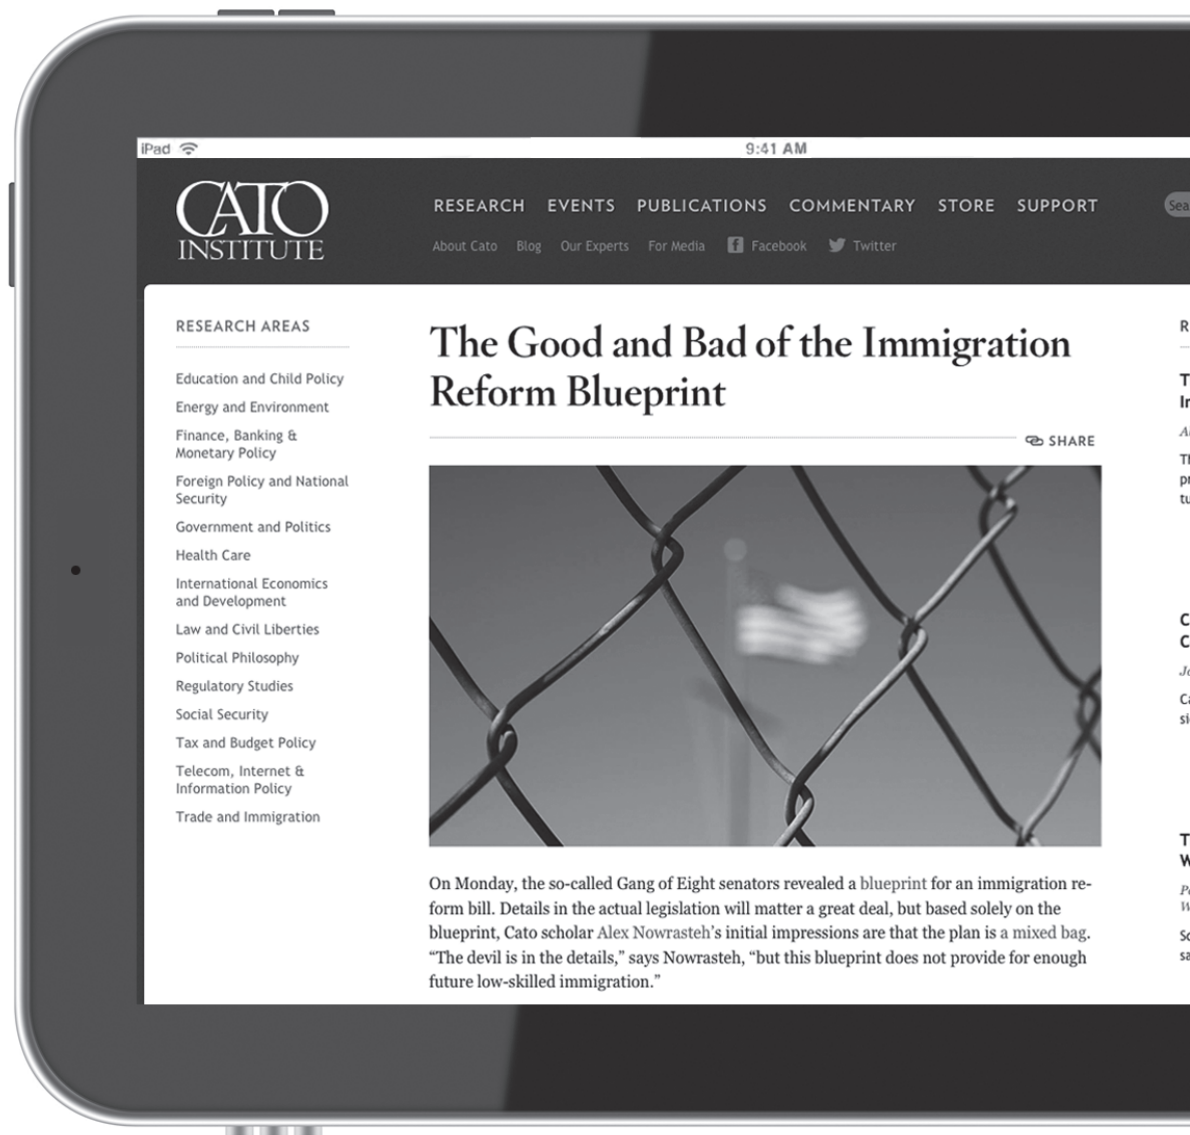 iPad
9:41 AM
CATO
INSTITUTE
RESEARCH EVENTS PUBLICATIONS COMMENTARY STORE SUPPORT
About Cato Blog Our Experts For Media Facebook Twitter
RESEARCH AREAS
Education and Child Policy
Energy and Environment
Finance, Banking &
Monetary Policy
Foreign Policy and National
Security
Government and Politics
Health Care
International Economics
and Development
Law and Civil Liberties
Political Philosophy
Regulatory Studies
Social Security
Tax and Budget Policy
Telecom, Internet &
Information Policy
Trade and Immigration
The Good and Bad of the Immigration
Reform Blueprint
SHARE
On Monday, the so-called Gang of Eight senators revealed a blueprint for an immigration re-
form bill. Details in the actual legislation will matter a great deal, but based solely on the
blueprint, Cato scholar Alex Nowrasteh's initial impressions are that the plan is a mixed bag.
“The devil is in the details,” says Nowrasteh, “but this blueprint does not provide for enough
future low-skilled immigration.”